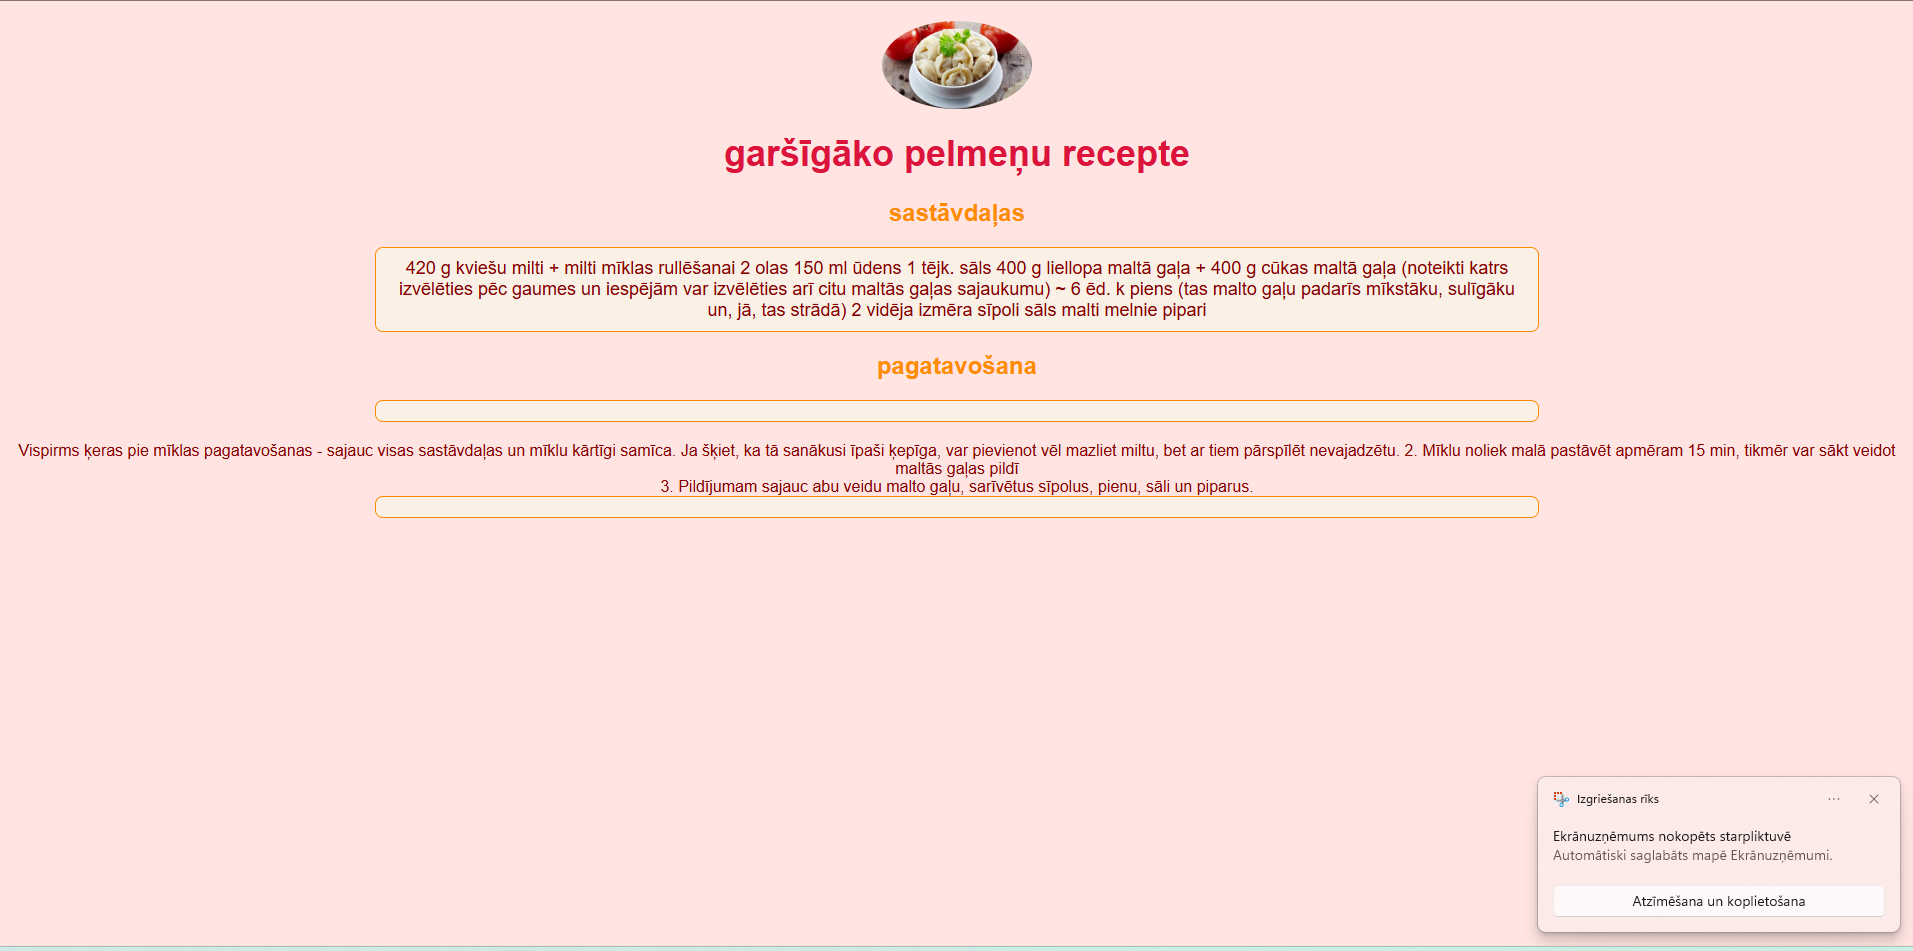 garšīgāko pelmeņu recepte
sastāvdaļas
420 g kviešu milti + milti mīklas rullēšanai 2 olas 150 ml ūdens 1 tējk. sāls 400 g liellopa maltā gaļa + 400 g cūkas maltā gaļa (noteikti katrs
izvēlēties pēc gaumes un iespējām var izvēlēties arī citu maltās gaļas sajaukumu) ~ 6 ēd. k piens (tas malto gaļu padarīs mīkstāku, sulīgāku
un, jā, tas strādā) 2 vidēja izmēra sīpoli sāls malti melnie pipari
pagatavošana
Vispirms ķeras pie mīklas pagatavošanas - sajauc visas sastāvdaļas un mīklu kārtīgi samīca. Ja šķiet, ka tā sanākusi īpaši ķepīga, var pievienot vēl mazliet miltu, bet ar tiem pārspīlēt nevajadzētu. 2. Mīklu noliek malā pastāvēt apmēram 15 min, tikmēr var sākt veidot
maltās gaļas pildī
3. Pildījumam sajauc abu veidu malto gaļu, sarīvētus sīpolus, pienu, sāli un piparus.
Izgriešanas rīks
Ekrānuzņēmums nokopēts starpliktuvē
Automātiski saglabāts mapē Ekrānuzņēmumi.
Atzīmēšana un koplietošana